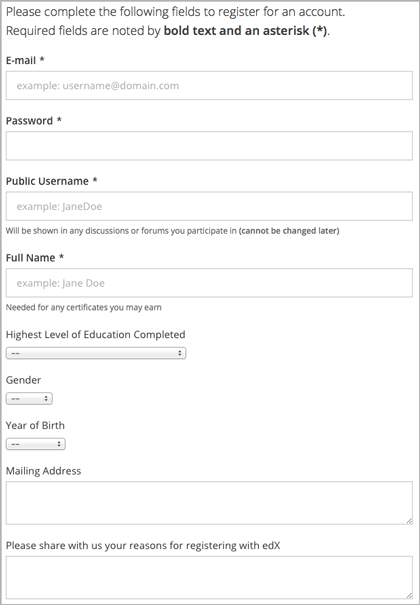 Please complete the following fields to register for an account.
Required fields are noted by bold text and an asterisk (*).
E-mail *
example: username@domain.com
Password *
Public Username *
example: JaneDoe
Will be shown in any discussions or forums you participate in (cannot be changed later)
Full Name *
example: Jane Doe
Needed for any certificates you may earn
Highest Level of Education Completed
--
Gender
--
Year of Birth
--
Mailing Address
Please share with us your reasons for registering with edX